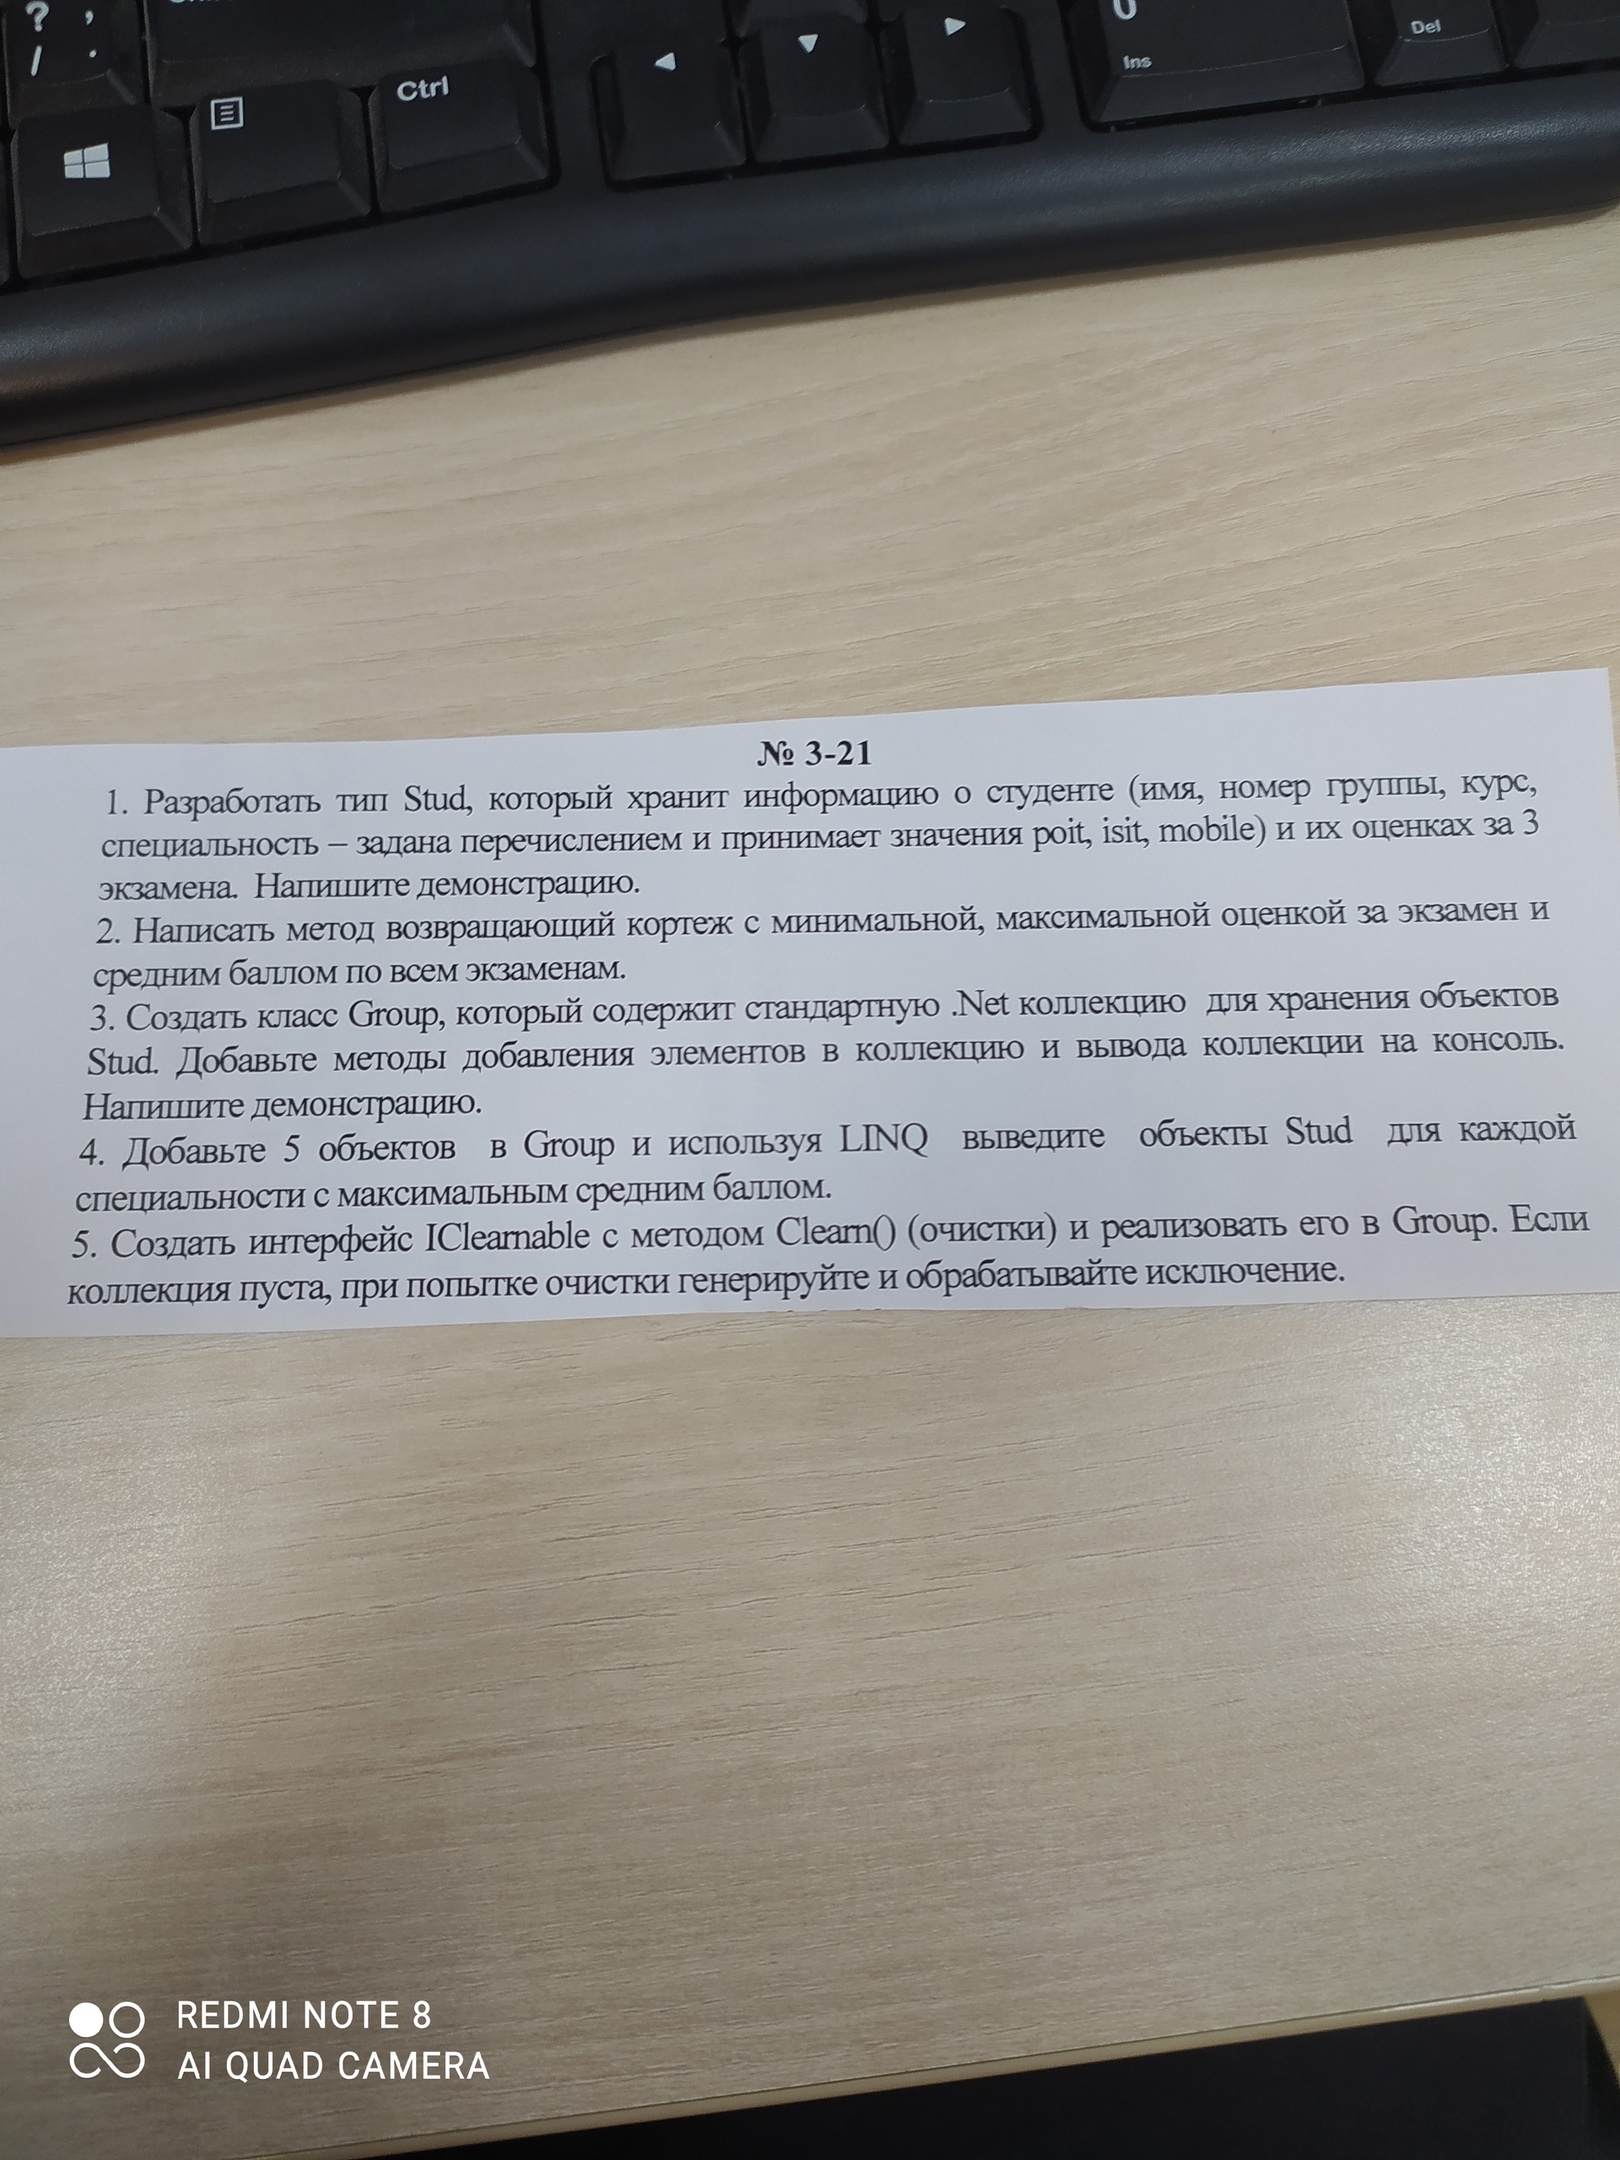 ? ,
/ .
Ctrl
0
Ins
Del
№ 3-21
1. Разработать тип Stud, который хранит информацию о студенте (имя, номер группы, курс,
специальность – задана перечислением и принимает значения poit, isit, mobile) и их оценках за 3
экзамена. Напишите демонстрацию.
2. Написать метод возвращающий кортеж с минимальной, максимальной оценкой за экзамен и
средним баллом по всем экзаменам.
3. Создать класс Group, который содержит стандартную .Net коллекцию для хранения объектов
Stud. Добавьте методы добавления элементов в коллекцию и вывода коллекции на консоль.
Напишите демонстрацию.
4. Добавьте 5 объектов в Group и используя LINQ выведите объекты Stud для каждой
специальности с максимальным средним баллом.
5. Создать интерфейс IClearnable с методом Clearn() (очистки) и реализовать его в Group. Если
коллекция пуста, при попытке очистки генерируйте и обрабатывайте исключение.
REDMI NOTE 8
AI QUAD CAMERA